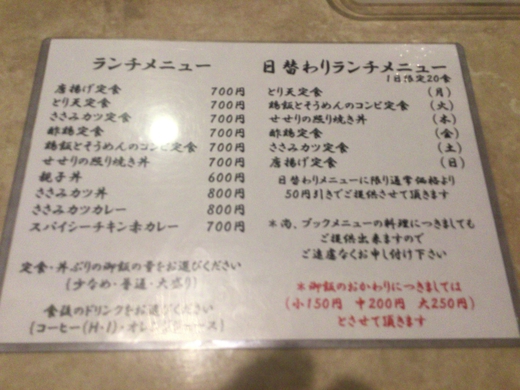 ランチメニュー
唐揚げ定食 700円
とり天定食 700円
ささみカツ定食 700円
酢鶏定食 700円
鶏飯とそうめんのコンビ定食 700円
せせりの照り焼き丼 700円
親子丼 600円
ささみカツ丼 800円
ささみカツカレー 800円
スパイシーチキン赤カレー 700円
定食・丼ぶりの御飯の量をお選びください
(少なめ・普通・大盛り)
食後のドリンクをお選びください
(コーヒー(H・I)・オレンジジュース)
日替わりランチメニュー
1日限定20食
とり天定食 (月)
鶏飯とそうめんのコンビ定食 (火)
せせりの照り焼き丼 (木)
酢鶏定食 (金)
ささみカツ定食 (土)
唐揚げ定食 (日)
日替わりメニューに限り通常価格より
50円引きでご提供させて頂きます
*尚、ブックメニューの料理につきましても
ご提供出来ますので
ご遠慮なくお申し付け下さい
*御飯のおかわりにつきましては
(小150円 中200円 大250円)
とさせて頂きます